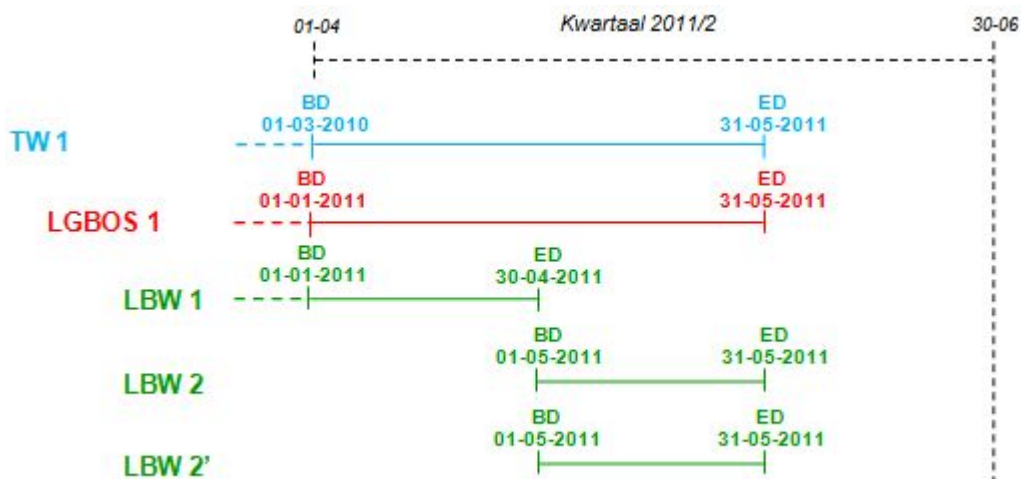 01-04 Kwartaal 2011/2 30-06
BD ED
01-03-2010 31-05-2011
TW 1
BD ED
01-01-2011 31-05-2011
LGBOS 1
BD ED
01-01-2011 30-04-2011
LBW 1
BD ED
01-05-2011 31-05-2011
LBW 2
BD ED
01-05-2011 31-05-2011
LBW 2'